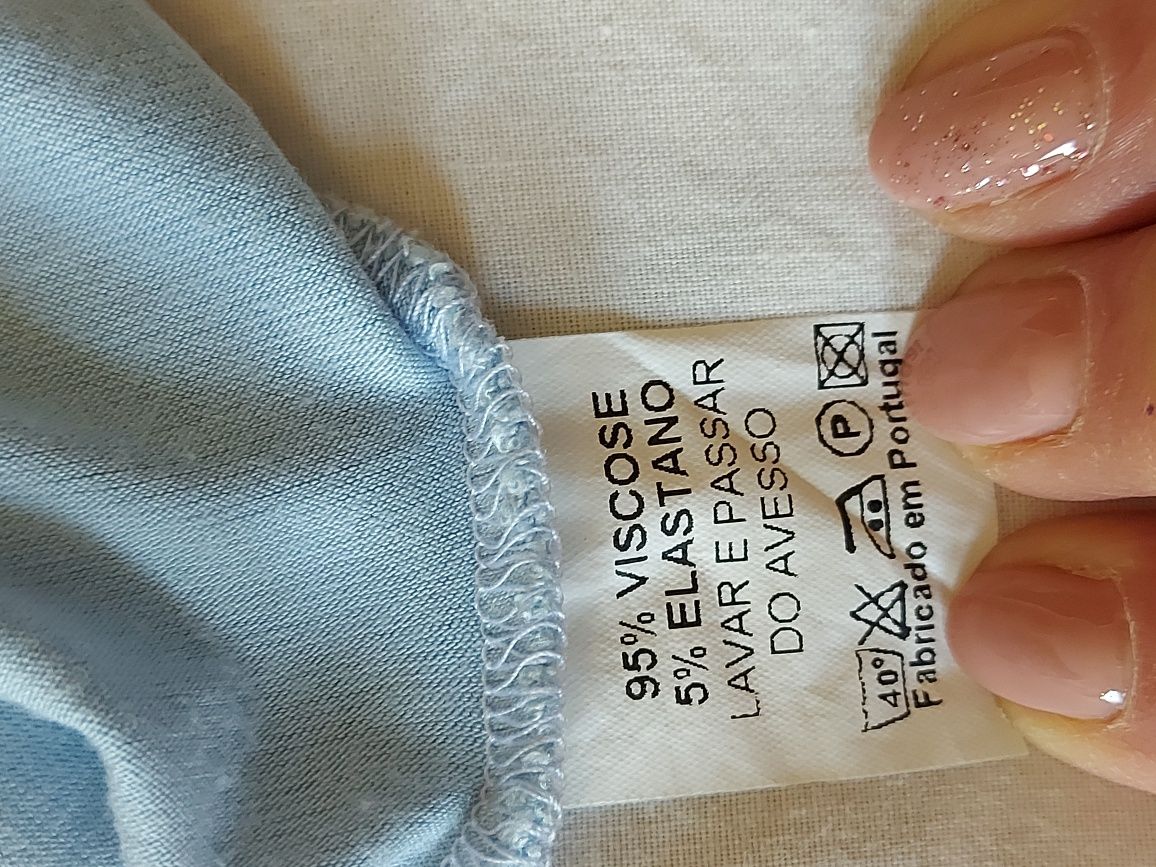 95% VISCOSE
5% ELASTANO
LAVAR E PASSAR
DO AVESSO
40° P
Fabricado em Portugal